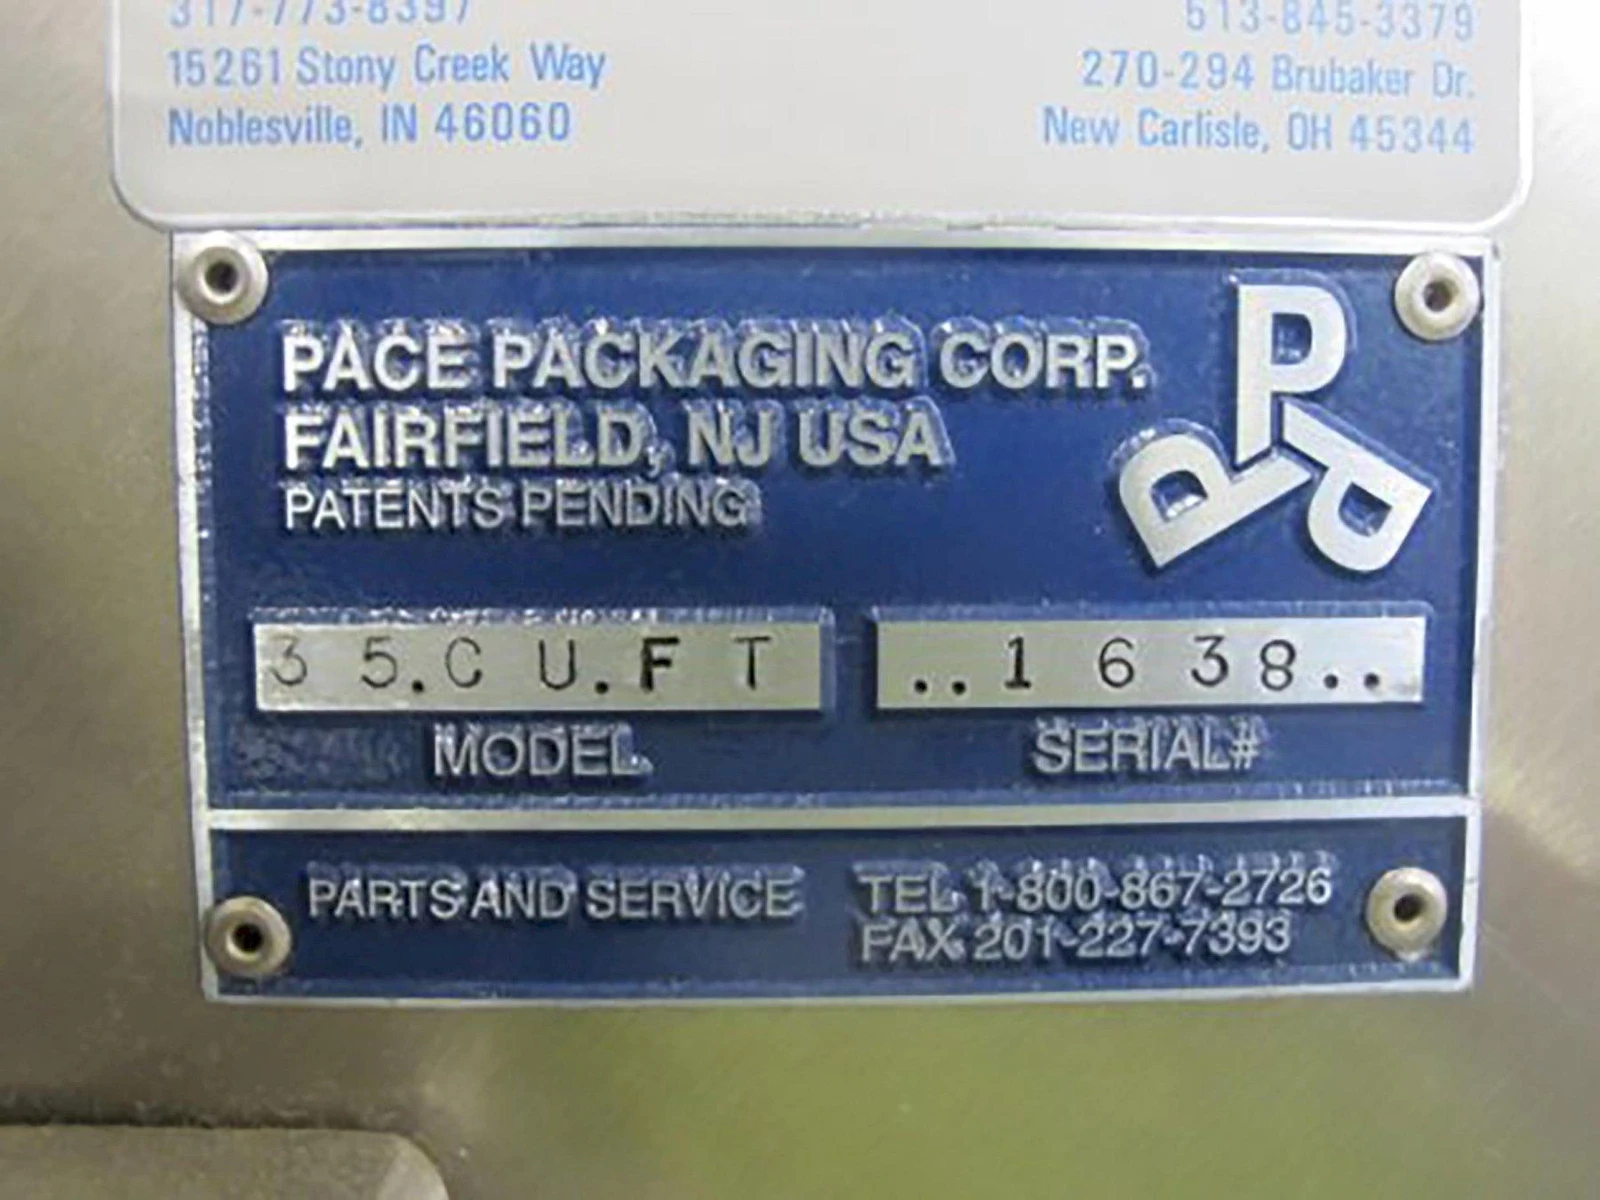 317-773-8397
15261 Stony Creek Way
Noblesville, IN 46060
513-845-3379
270-294 Brubaker Dr.
New Carlisle, OH 45344
PACE PACKAGING CORP.
FAIRFIELD, NJ USA
PATENTS PENDING
PPP
35.CU.FT
MODEL
..1638..
SERIAL#
PARTS AND SERVICE
TEL 1-800-867-2726
FAX 201-227-7393